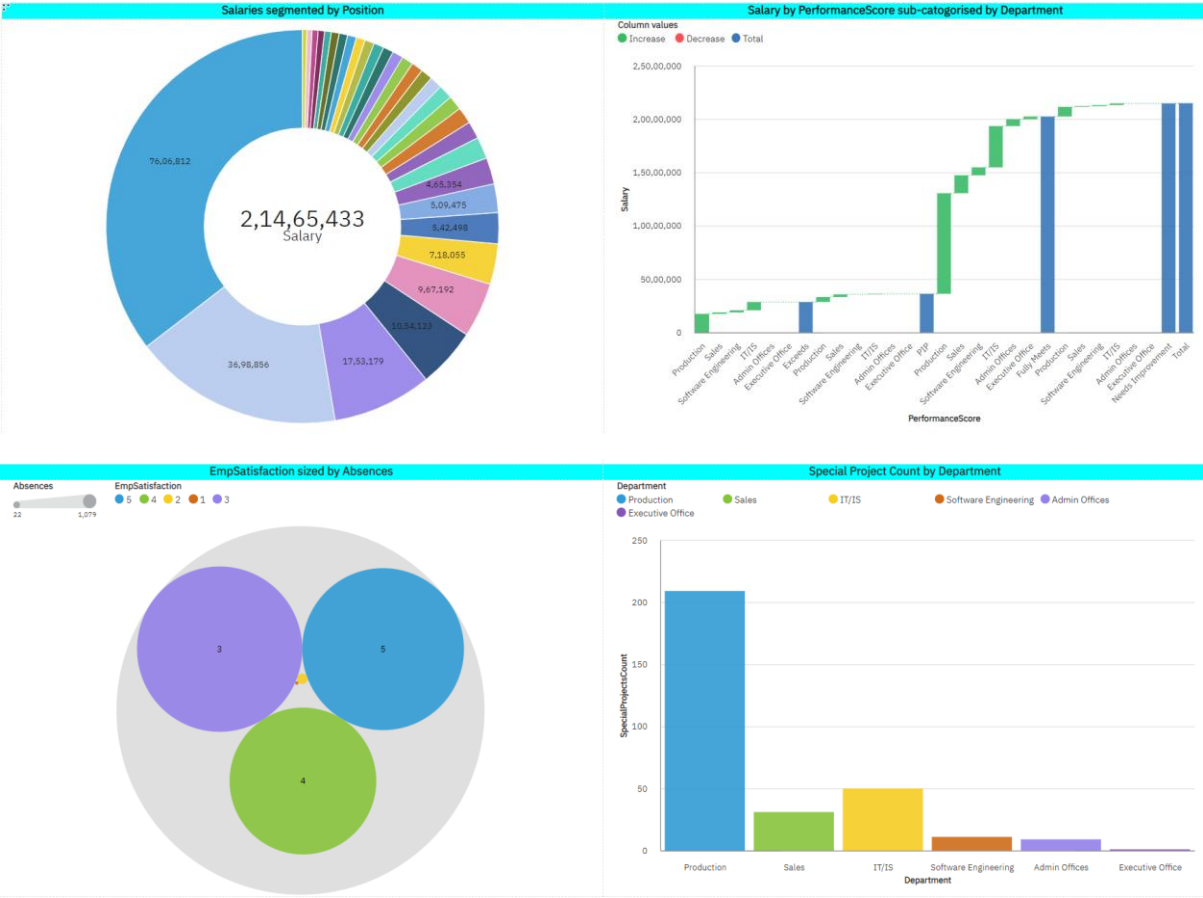 Salaries segmented by Position
76,06,812
4,65,354
5,09,475
5,42,498
7,18,055
9,67,192
10,54,123
17,53,179
36,98,856
2,14,65,433
Salary
Salary by PerformanceScore sub-catogorised by Department
Column values
Increase Decrease Total
2,50,00,000
2,00,00,000
1,50,00,000
1,00,00,000
50,00,000
0
Salary
Production
Sales
Software Engineering
IT/IS
Admin Offices
Executive Office
Exceeds
Production
Sales
Software Engineering
IT/IS
Admin Offices
Executive Office
PIP
Production
Sales
Software Engineering
IT/IS
Admin Offices
Executive Office
Fully Meets
Production
Sales
Software Engineering
IT/IS
Admin Offices
Executive Office
Needs Improvement
Total
PerformanceScore
EmpSatisfaction sized by Absences
Absences
22 1,079
EmpSatisfaction
5 4 2 1 3
3
5
4
Special Project Count by Department
Department
Production Sales IT/IS Software Engineering Admin Offices
Executive Office
250
200
150
100
50
0
SpecialProjectsCount
Production Sales IT/IS Software Engineering Admin Offices Executive Office
Department